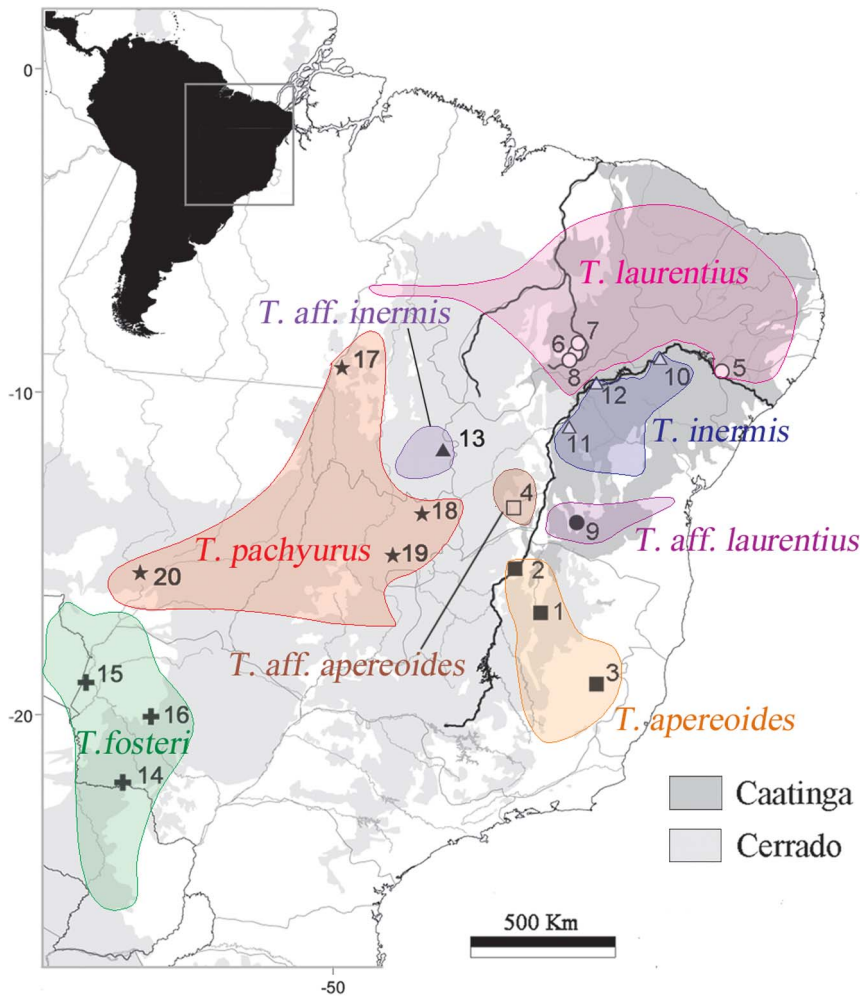 0
T. laurentius
T. aff. inermis
7
6
17
8
5
10
-10
12
11
T. inermis
13
4
18
9
T. aff. laurentius
T. pachyurus
19
2
20
1
T. aff. apereoides
15
3
16
-20
T. apereoides
T.fosteri
14
Caatinga
Cerrado
500 Km
-50